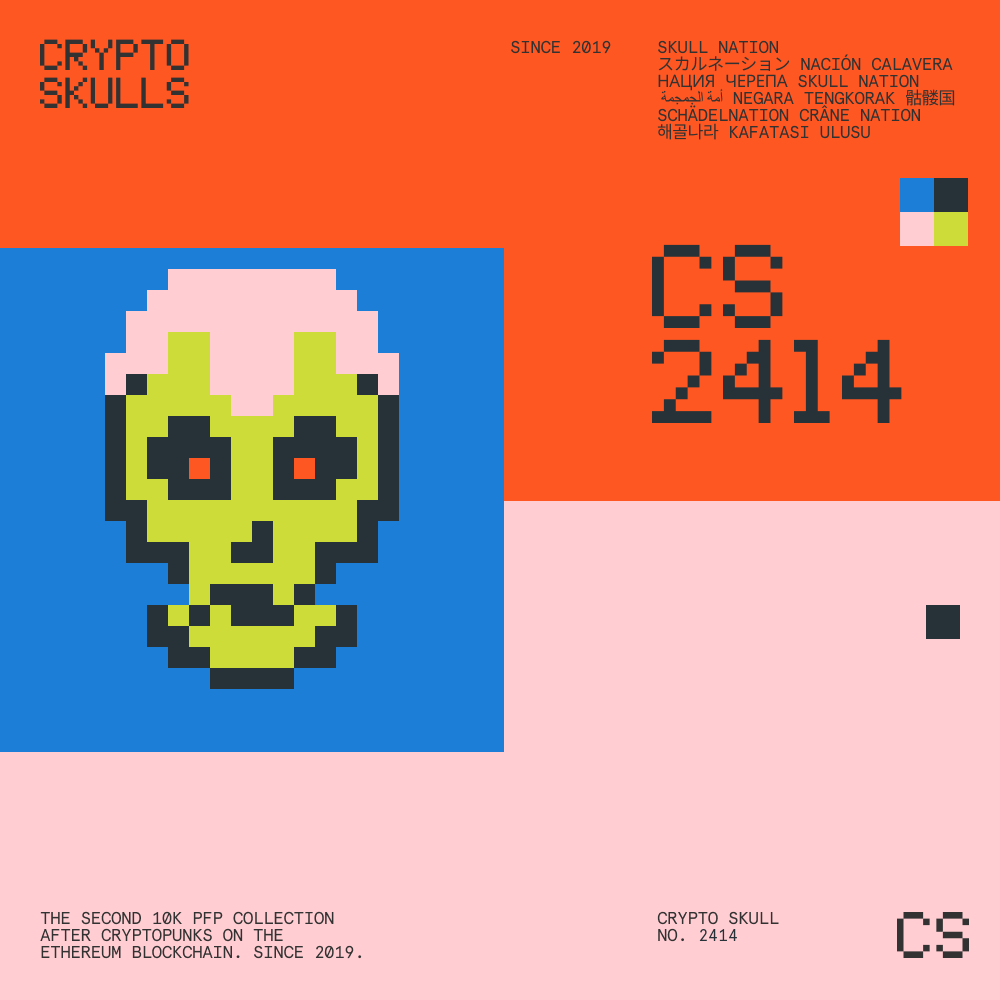 CRYPTO
SKULLS
SINCE 2019
SKULL NATION
スカルネーション NACIÓN CALAVERA
НАЦИЯ ЧЕРЕПА SKULL NATION
أمة الجمجمة NEGARA TENGKORAK 骷髅国
SCHÄDELNATION CRÂNE NATION
해골나라 KAFATASI ULUSU
CS
2414
THE SECOND 10K PFP COLLECTION
AFTER CRYPTOPUNKS ON THE
ETHEREUM BLOCKCHAIN. SINCE 2019.
CRYPTO SKULL
NO. 2414
CS